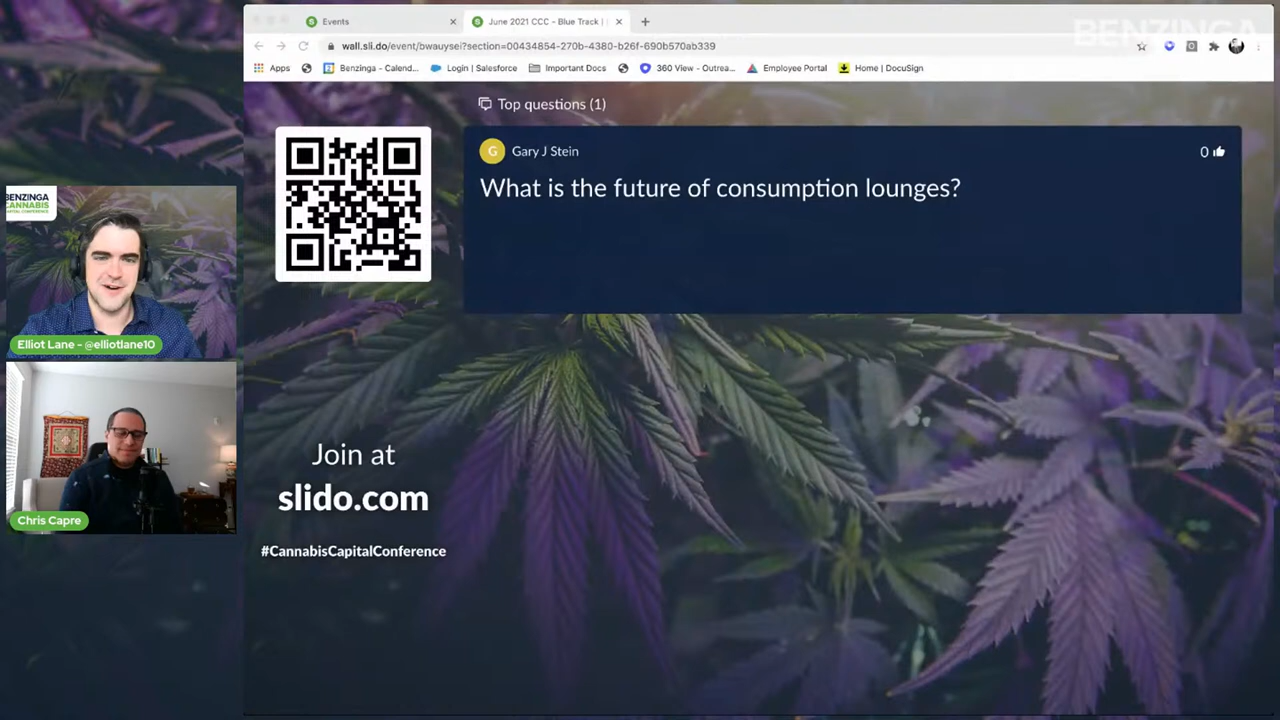 Events
June 2021 CCC - Blue Track |
BENZINGA
wall.sli.do/event/bwauysei?section=00434854-270b-4380-b26f-690b570ab339
Apps
Benzinga - Calend...
Login | Salesforce
Important Docs
360 View - Outrea...
Employee Portal
Home | DocuSign
Top questions (1)
G
Gary J Stein
0
What is the future of consumption lounges?
BENZINGA
CANNABIS
CAPITAL CONFERENCE
Elliot Lane - @elliotlane10
Chris Capre
Join at
slido.com
#CannabisCapitalConference